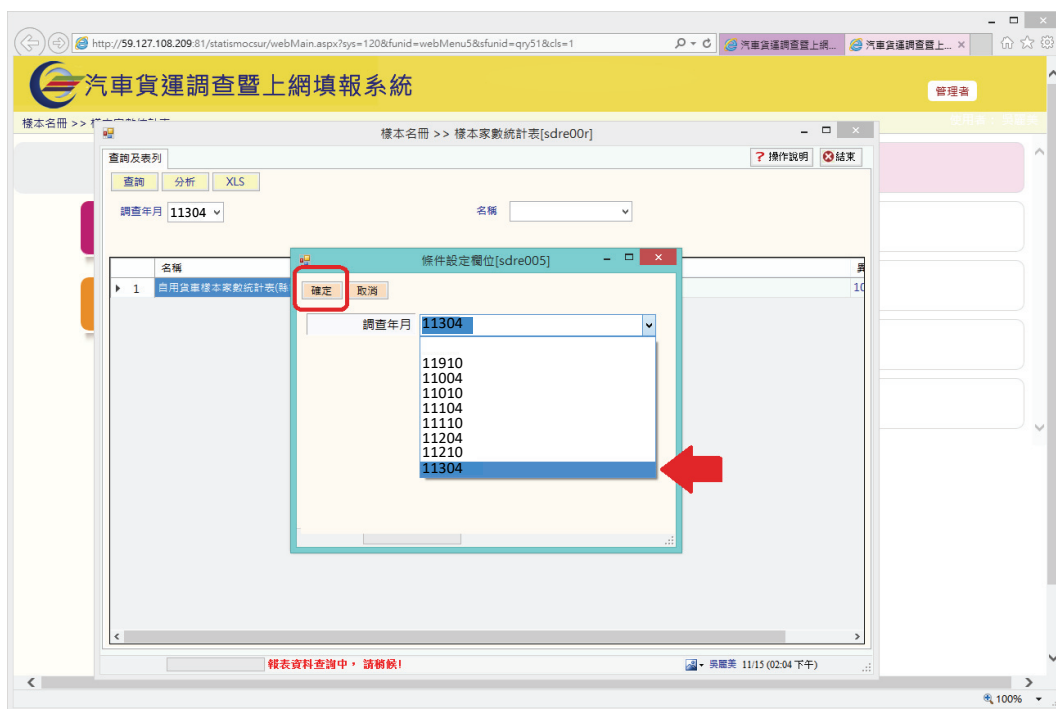 http://59.127.108.209:81/statismocsur/webMain.aspx?sys=120&funid=webMenu5&sfunid=qry51&cls=1
汽車貨運調查暨上網...
汽車貨運調查暨上...
汽車貨運調查暨上網填報系統
管理者
樣本名冊 >>
樣本名冊 >> 樣本家數統計表[sdre00r]
查詢及表列
? 操作說明
結束
查詢 分析 XLS
調查年月 11304
名稱
名稱
1 自用貨車樣本家數統計表(縣
10
條件設定欄位[sdre005]
確定 取消
調查年月 11304
11910
11004
11010
11104
11110
11204
11210
11304
報表資料查詢中, 請稍候!
吳麗美 11/15 (02:04 下午)
100%